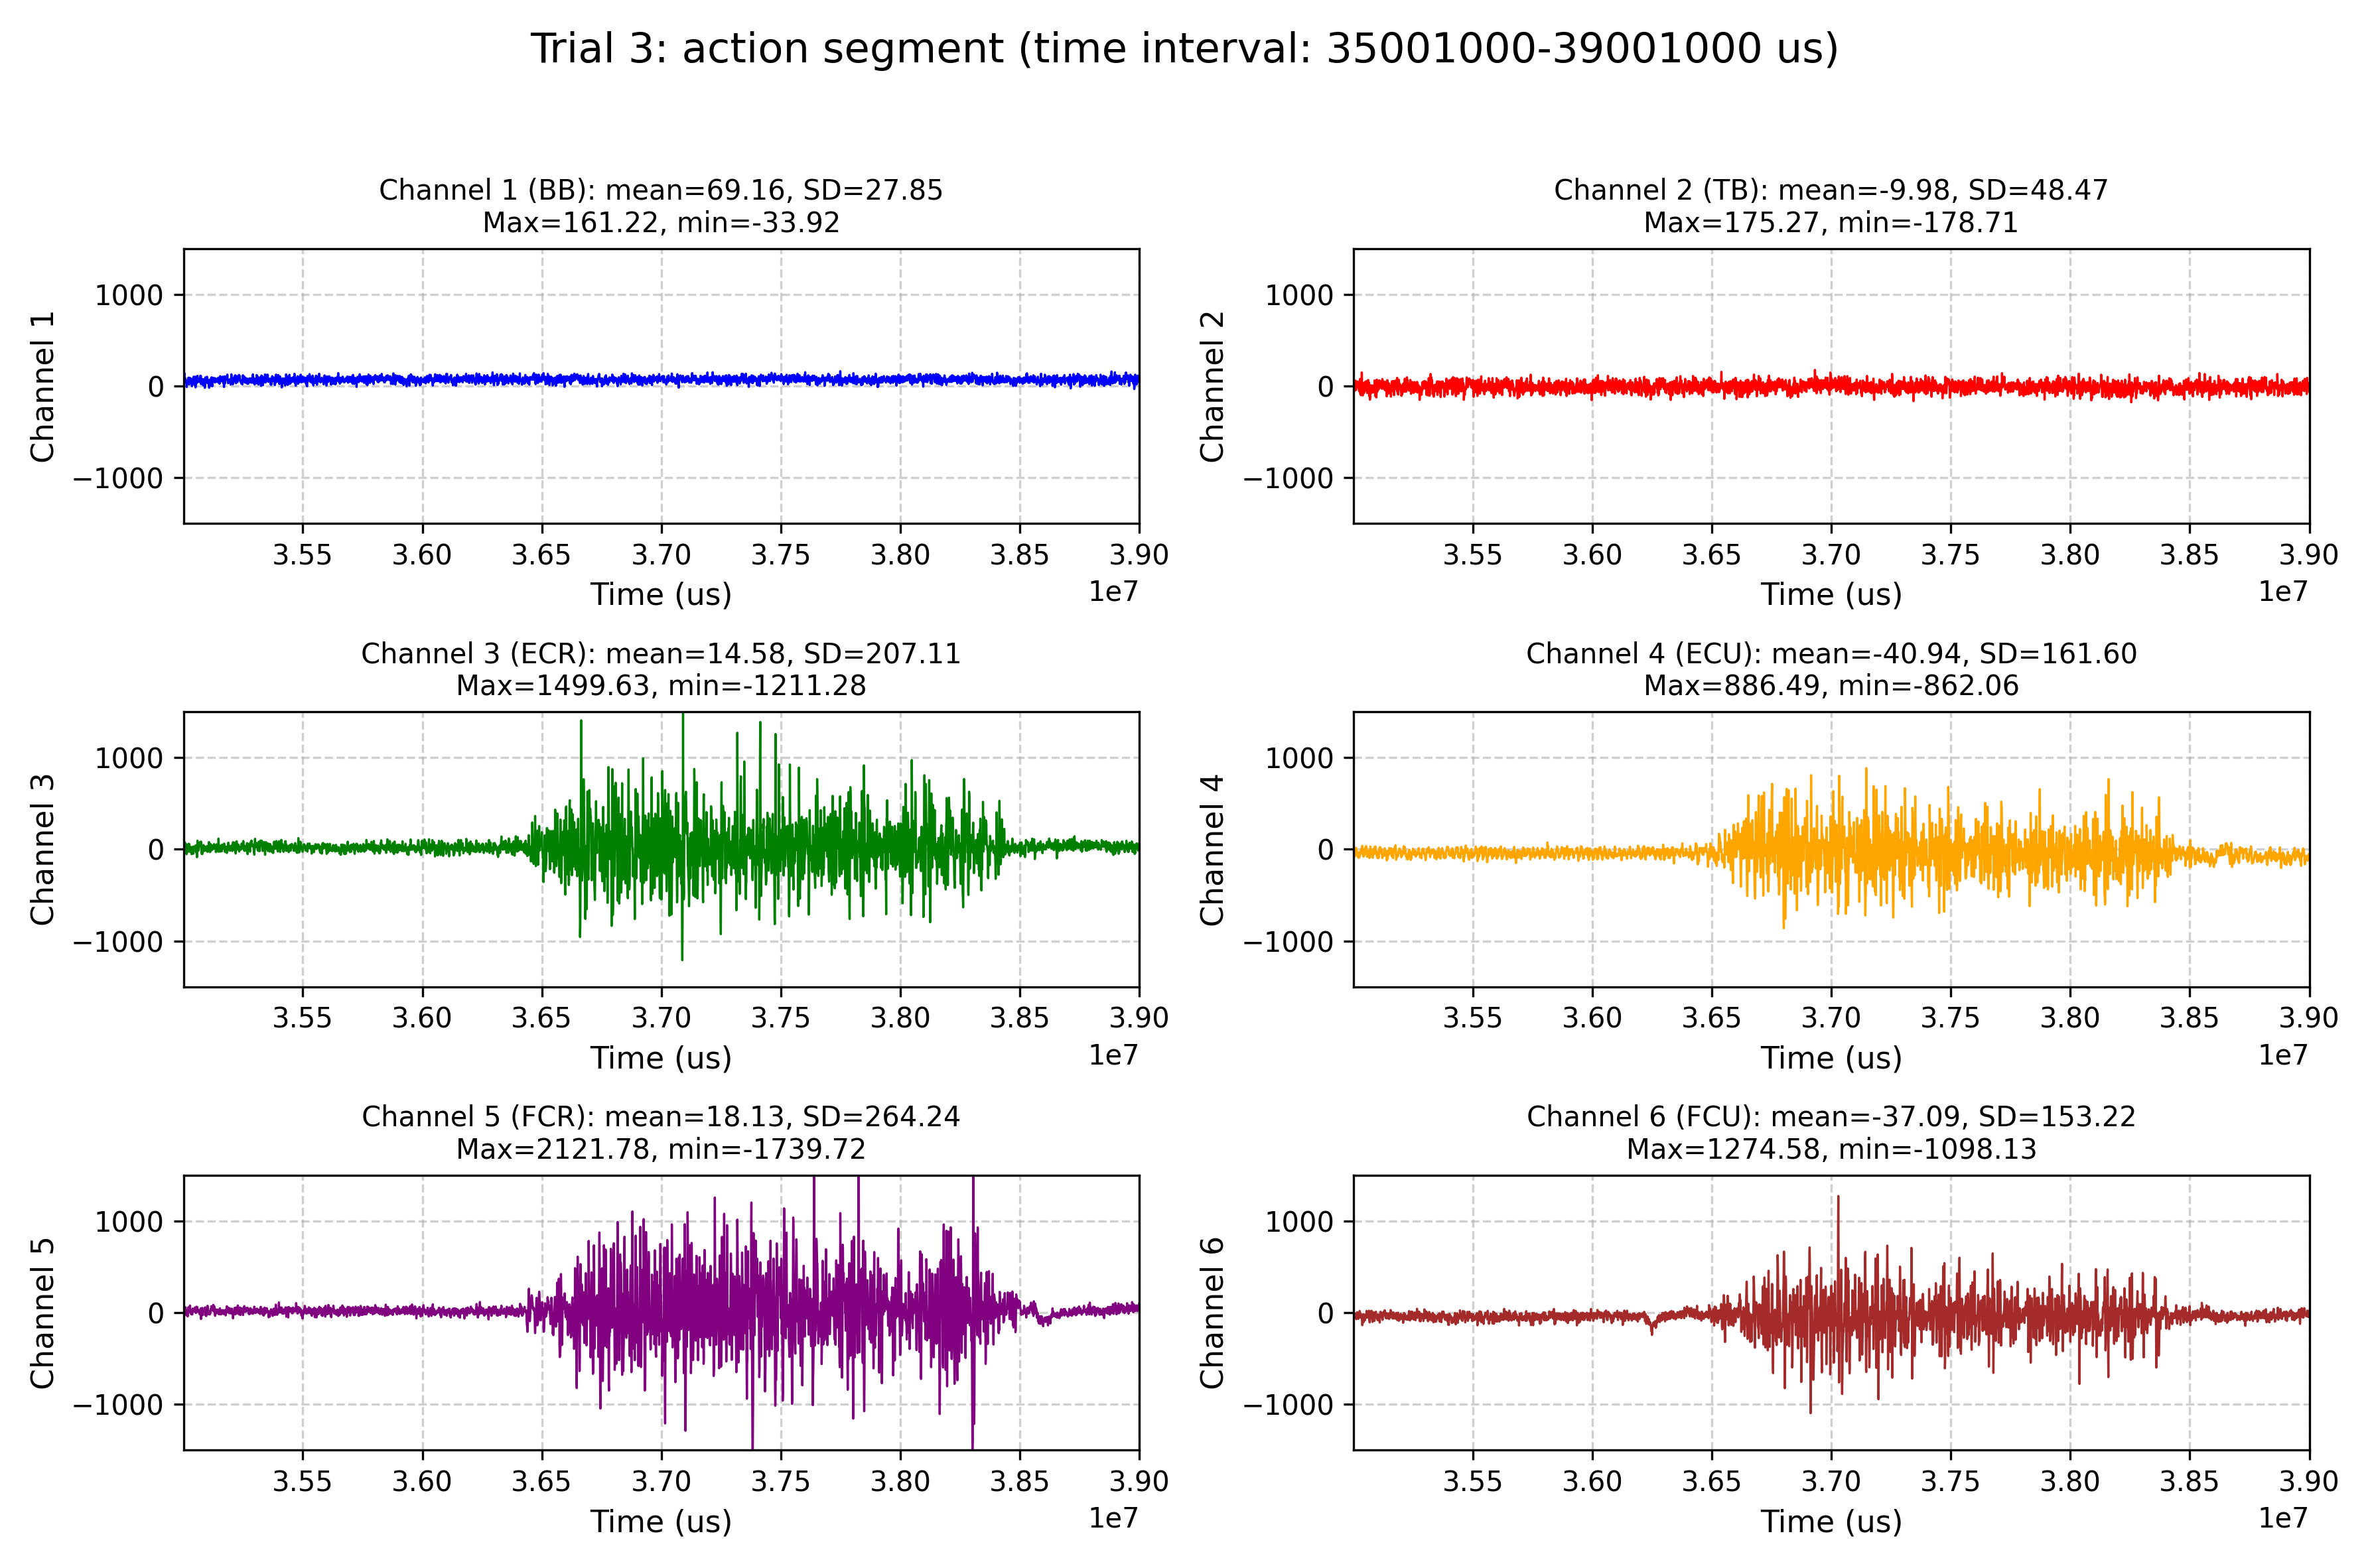 Trial 3: action segment (time interval: 35001000-39001000 us)
Channel 1 (BB): mean=69.16, SD=27.85
Max=161.22, min=-33.92
Channel 1
1000
0
−1000
3.55 3.60 3.65 3.70 3.75 3.80 3.85 3.90
1e7
Time (us)
Channel 2 (TB): mean=-9.98, SD=48.47
Max=175.27, min=-178.71
Channel 2
1000
0
−1000
3.55 3.60 3.65 3.70 3.75 3.80 3.85 3.90
1e7
Time (us)
Channel 3 (ECR): mean=14.58, SD=207.11
Max=1499.63, min=-1211.28
Channel 3
1000
0
−1000
3.55 3.60 3.65 3.70 3.75 3.80 3.85 3.90
1e7
Time (us)
Channel 4 (ECU): mean=-40.94, SD=161.60
Max=886.49, min=-862.06
Channel 4
1000
0
−1000
3.55 3.60 3.65 3.70 3.75 3.80 3.85 3.90
1e7
Time (us)
Channel 5 (FCR): mean=18.13, SD=264.24
Max=2121.78, min=-1739.72
Channel 5
1000
0
−1000
3.55 3.60 3.65 3.70 3.75 3.80 3.85 3.90
1e7
Time (us)
Channel 6 (FCU): mean=-37.09, SD=153.22
Max=1274.58, min=-1098.13
Channel 6
1000
0
−1000
3.55 3.60 3.65 3.70 3.75 3.80 3.85 3.90
1e7
Time (us)